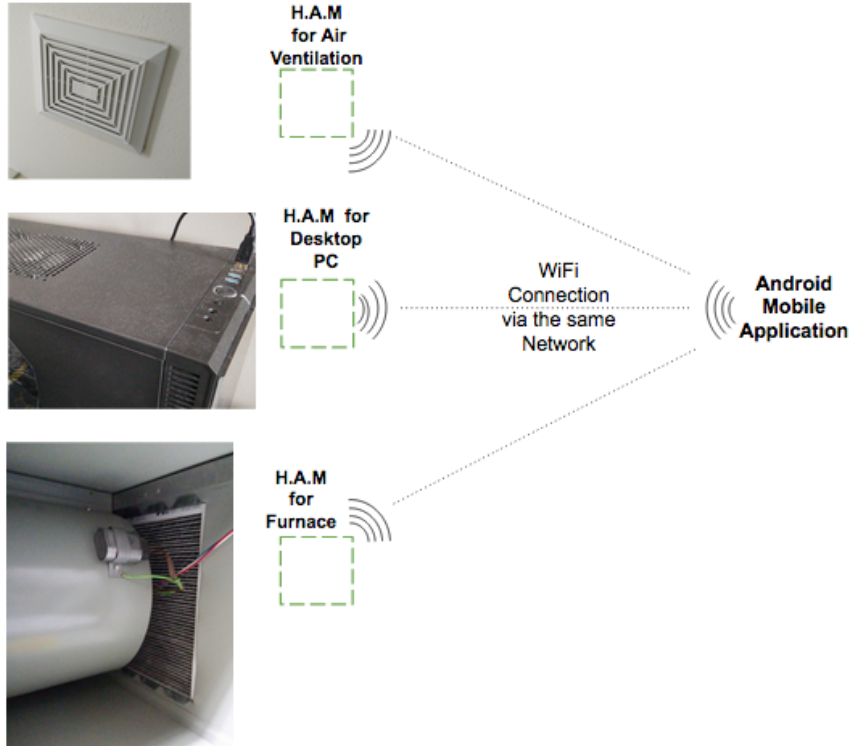 H.A.M
for Air
Ventilation
H.A.M for
Desktop
PC
WiFi
Connection
via the same
Network
Android
Mobile
Application
H.A.M
for
Furnace